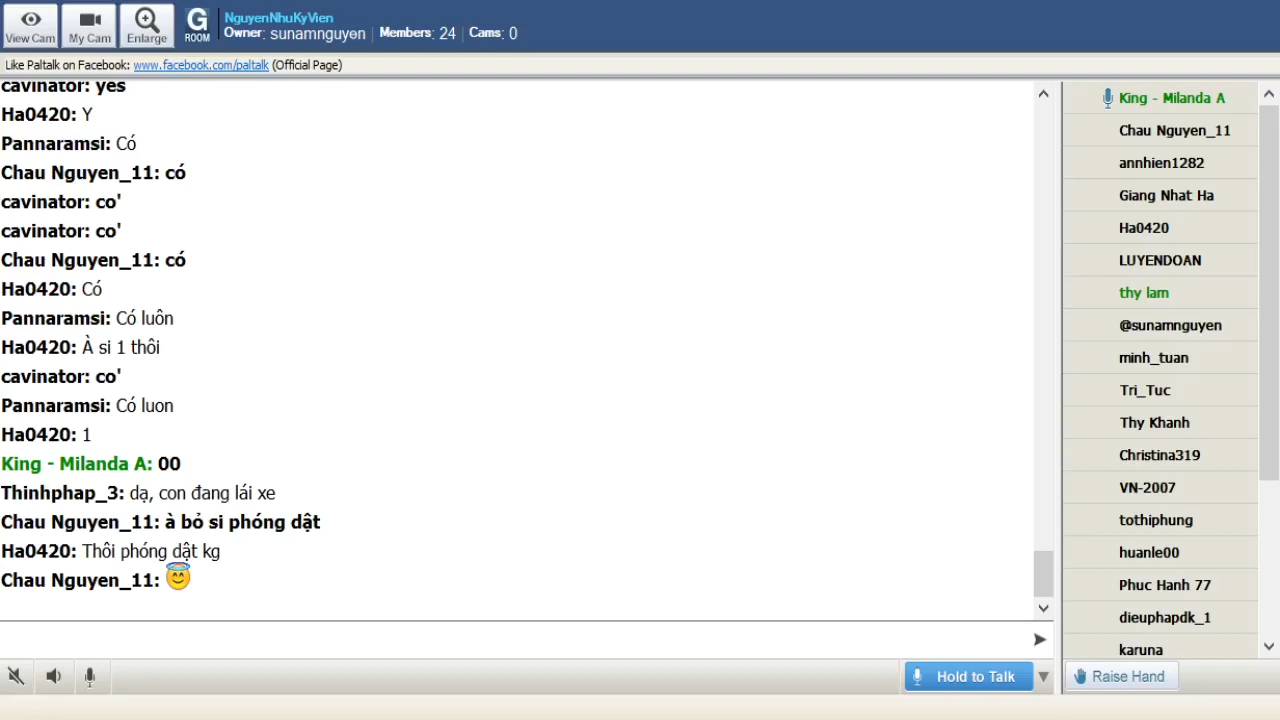 View Cam
My Cam
Enlarge
G
ROOM
NguyenNhuKyVien
Owner: sunamnguyen
Members: 24
Cams: 0
Like Paltalk on Facebook: www.facebook.com/paltalk (Official Page)
cavinator: yes
Ha0420: Y
Pannaramsi: Có
Chau Nguyen_11: có
cavinator: co'
cavinator: co'
Chau Nguyen_11: có
Ha0420: Có
Pannaramsi: Có luôn
Ha0420: À si 1 thôi
cavinator: co'
Pannaramsi: Có luon
Ha0420: 1
King - Milanda A: 00
Thinhphap_3: dạ, con đang lái xe
Chau Nguyen_11: à bỏ si phóng dật
Ha0420: Thôi phóng dật kg
Chau Nguyen_11:
King - Milanda A
Chau Nguyen_11
annhien1282
Giang Nhat Ha
Ha0420
LUYENDOAN
thy lam
@sunamnguyen
minh_tuan
Tri_Tuc
Thy Khanh
Christina319
VN-2007
tothiphung
huanle00
Phuc Hanh 77
dieuphapdk_1
karuna
Hold to Talk
Raise Hand